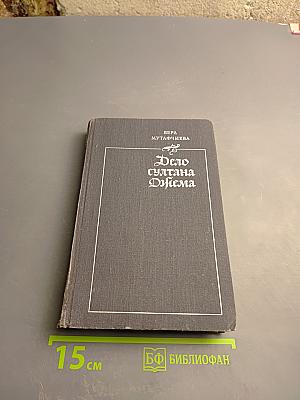 ВЕРА
МУТАФЧИЕВА
Дело
султана
Джема
15 см
БФ БИБЛИОФАН